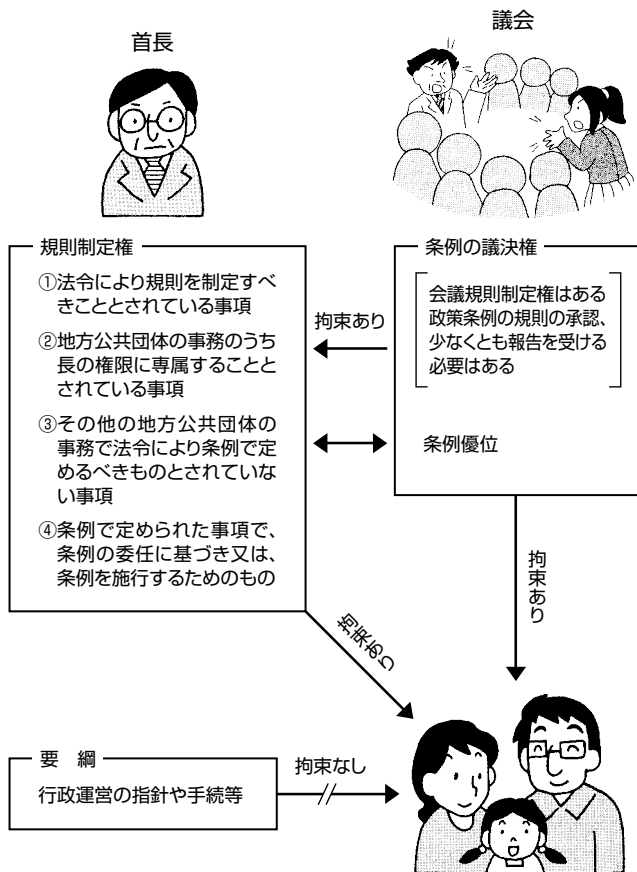 首長
議会
規則制定権
①法令により規則を制定すべ
きこととされている事項
②地方公共団体の事務のうち
長の権限に専属することと
されている事項
③その他の地方公共団体の
事務で法令により条例で定
めるべきものとされていな
い事項
④条例で定められた事項で、
条例の委任に基づき又は、
条例を施行するためのもの
拘束あり
条例の議決権
会議規則制定権はある
政策条例の規則の承認、
少なくとも報告を受ける
必要はある
条例優位
拘束あり
拘束あり
要　綱
行政運営の指針や手続等
拘束なし